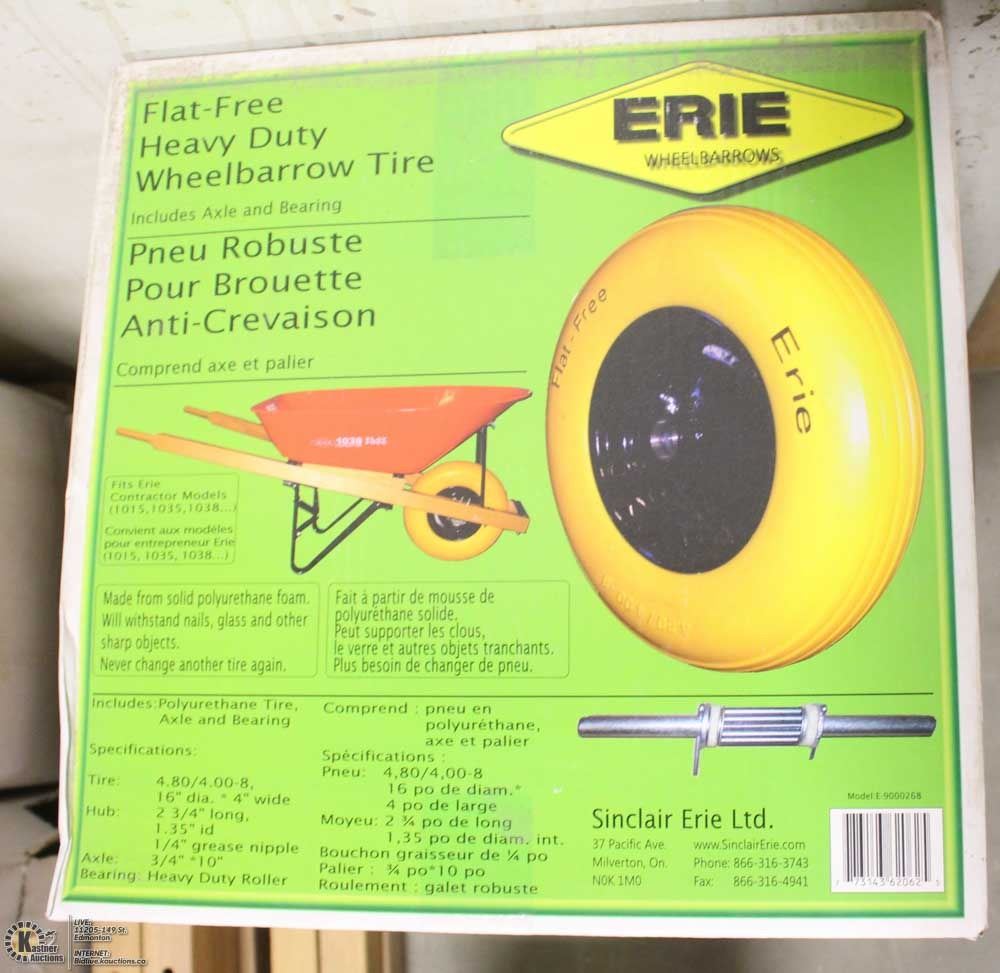 Flat-Free
Heavy Duty
Wheelbarrow Tire
Includes Axle and Bearing
Pneu Robuste
Pour Brouette
Anti-Crevaison
Comprend axe et palier
ERIE
WHEELBARROWS
Flat-Free
Erie
Fits Erie
Contractor Models
(1015,1035,1038...)
Convient aux modèles
pour entrepreneur Erie
(1015, 1035, 1038...)
Made from solid polyurethane foam.
Will withstand nails, glass and other
sharp objects.
Never change another tire again.
Fait à partir de mousse de
polyuréthane solide.
Peut supporter les clous,
le verre et autres objets tranchants.
Plus besoin de changer de pneu.
Includes:Polyurethane Tire,
Axle and Bearing
Specifications:
Tire: 4.80/4.00-8,
16" dia. * 4" wide
Hub: 2 3/4" long,
1.35" id
1/4" grease nipple
Axle: 3/4" *10"
Bearing: Heavy Duty Roller
Comprend : pneu en
polyuréthane,
axe et palier
Spécifications :
Pneu: 4,80/4,00-8
16 po de diam.*
4 po de large
Moyeu: 2 ¾ po de long
1,35 po de diam. int.
Bouchon graisseur de ¼ po
Palier : ¾ po*10 po
Roulement : galet robuste
Model:E-9000268
Sinclair Erie Ltd.
37 Pacific Ave. www.SinclairErie.com
Milverton, On. Phone: 866-316-3743
N0K 1M0 Fax: 866-316-4941
7 73143 62062 5
Kastner
Auctions
LIVE:
11205-149 St.
Edmonton
INTERNET:
Bidlive.kauctions.ca